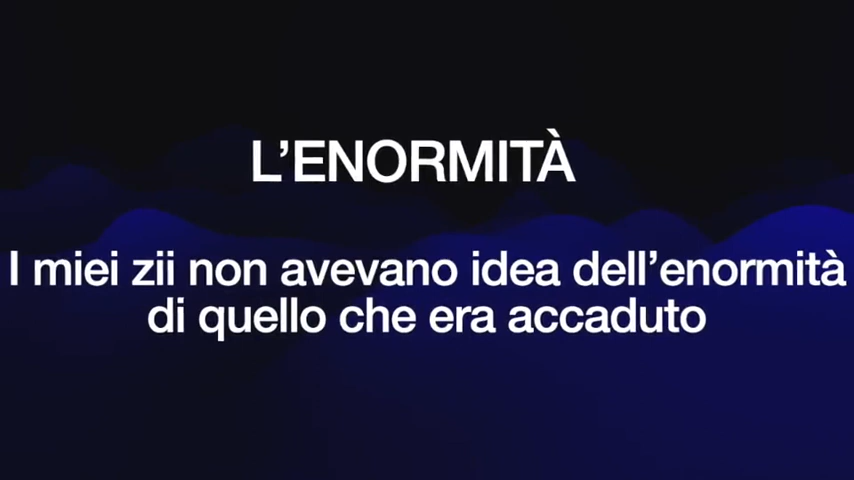 L’ENORMITÀ
I miei zii non avevano idea dell’enormità
di quello che era accaduto